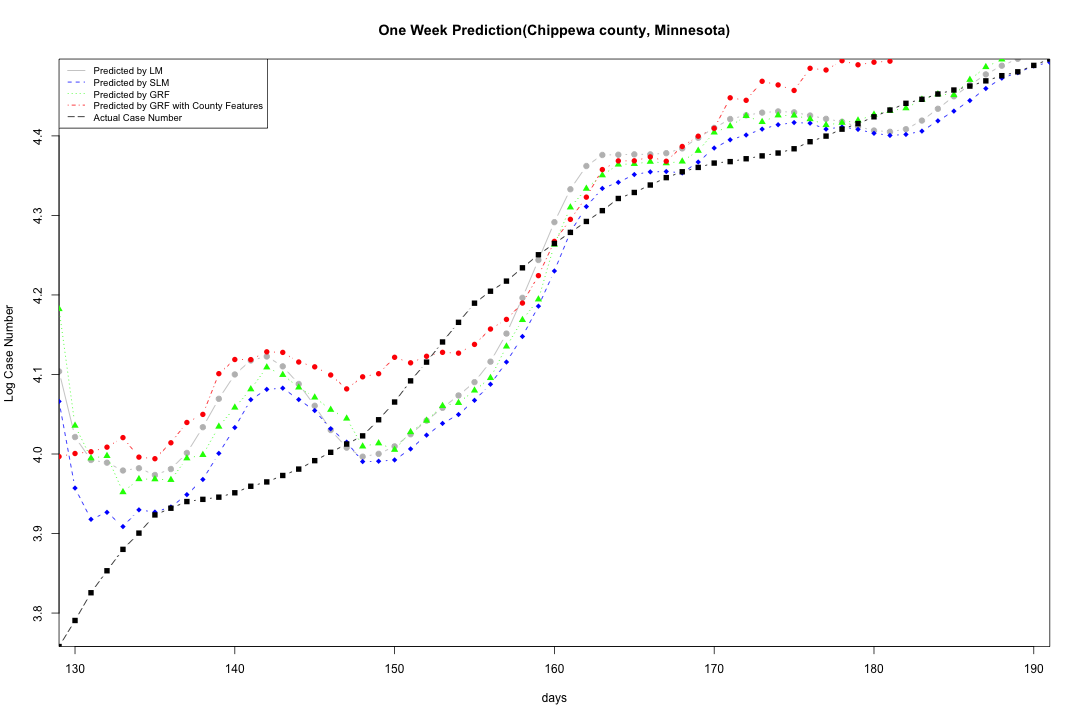 One Week Prediction(Chippewa county, Minnesota)
Predicted by LM
Predicted by SLM
Predicted by GRF
Predicted by GRF with County Features
Actual Case Number
Log Case Number
4.4
4.3
4.2
4.1
4.0
3.9
3.8
130 140 150 160 170 180 190
days